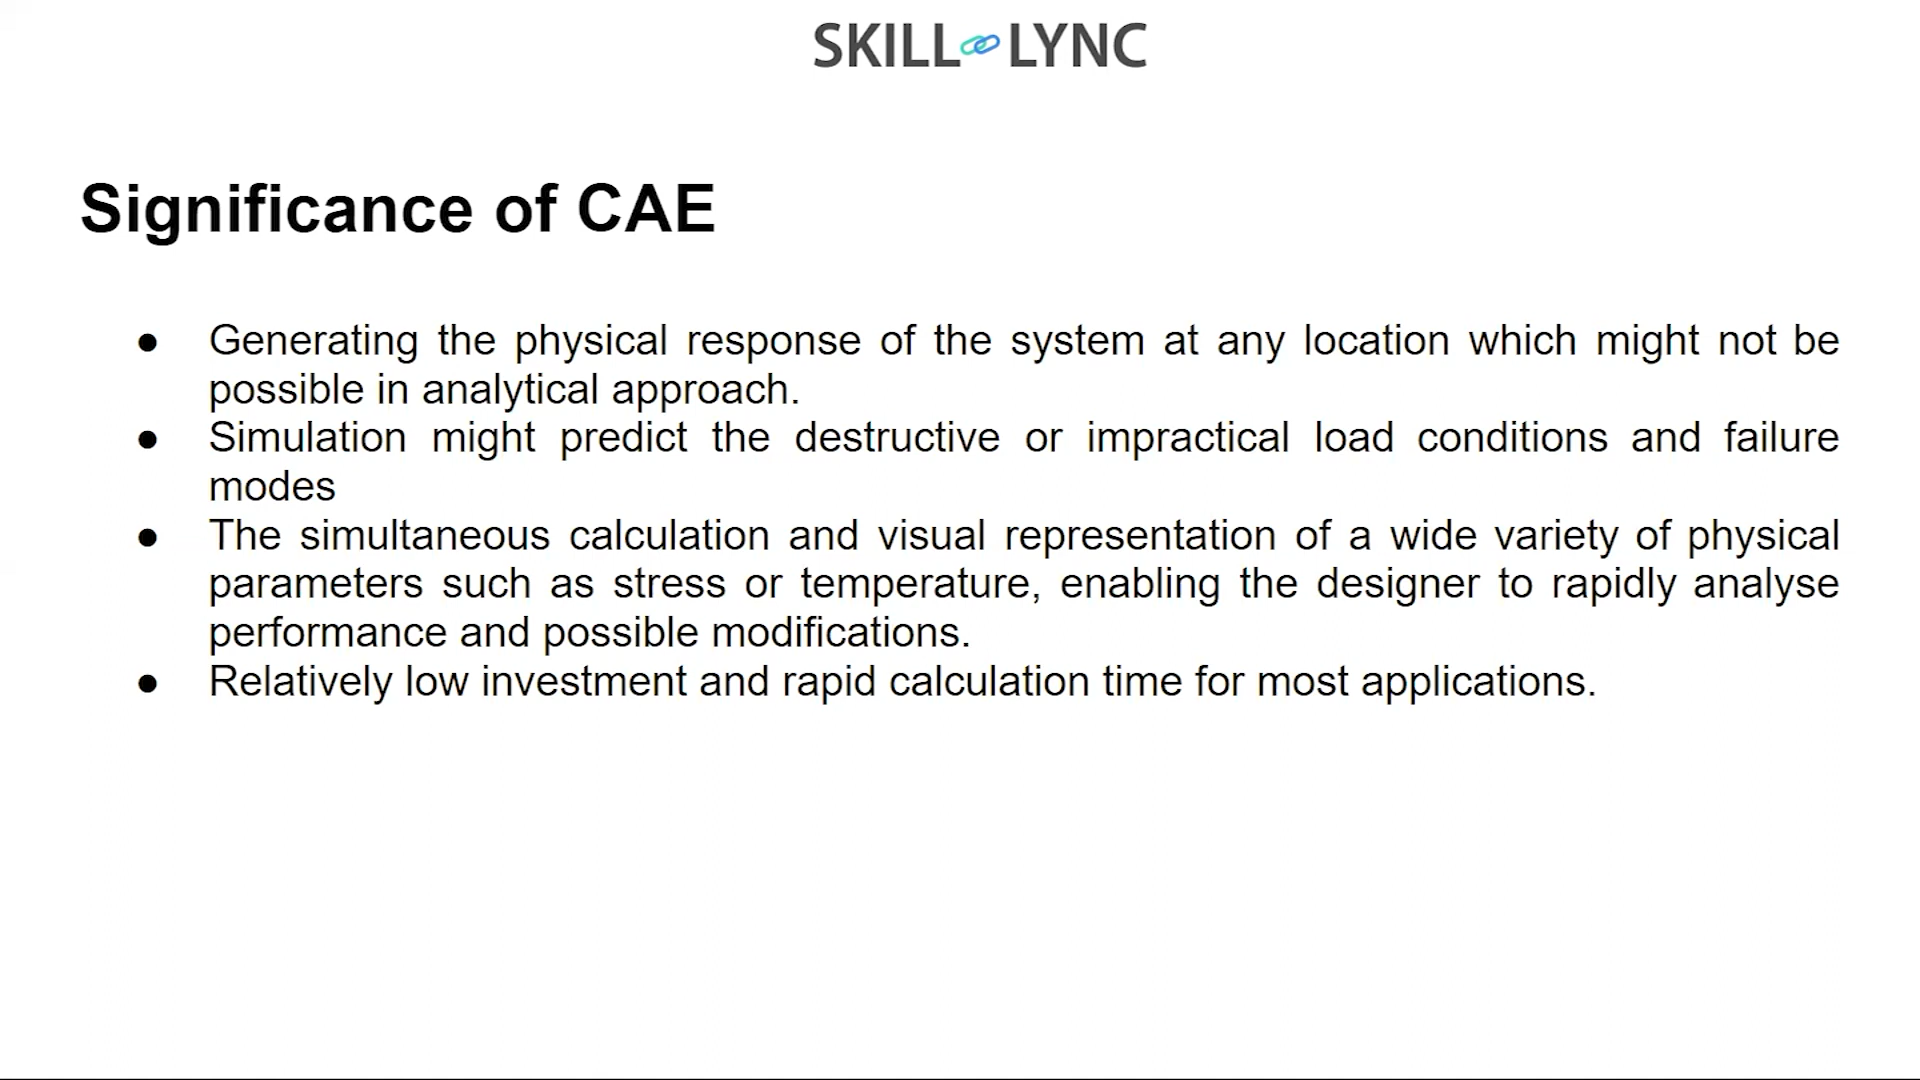 SKILL LYNC
Significance of CAE
● Generating the physical response of the system at any location which might not be
possible in analytical approach.
● Simulation might predict the destructive or impractical load conditions and failure
modes
● The simultaneous calculation and visual representation of a wide variety of physical
parameters such as stress or temperature, enabling the designer to rapidly analyse
performance and possible modifications.
● Relatively low investment and rapid calculation time for most applications.